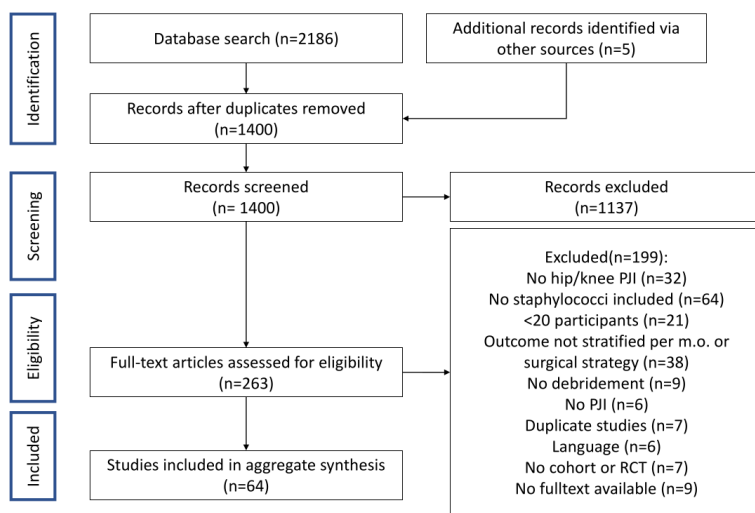 Identification
Database search (n=2186)
Additional records identified via
other sources (n=5)
Records after duplicates removed
(n=1400)
Screening
Records screened
(n= 1400)
Records excluded
(n=1137)
Eligibility
Full-text articles assessed for eligibility
(n=263)
Excluded(n=199):
No hip/knee PJI (n=32)
No staphylococci included (n=64)
<20 participants (n=21)
Outcome not stratified per m.o. or
surgical strategy (n=38)
No debridement (n=9)
No PJI (n=6)
Duplicate studies (n=7)
Language (n=6)
No cohort or RCT (n=7)
No fulltext available (n=9)
Included
Studies included in aggregate synthesis
(n=64)